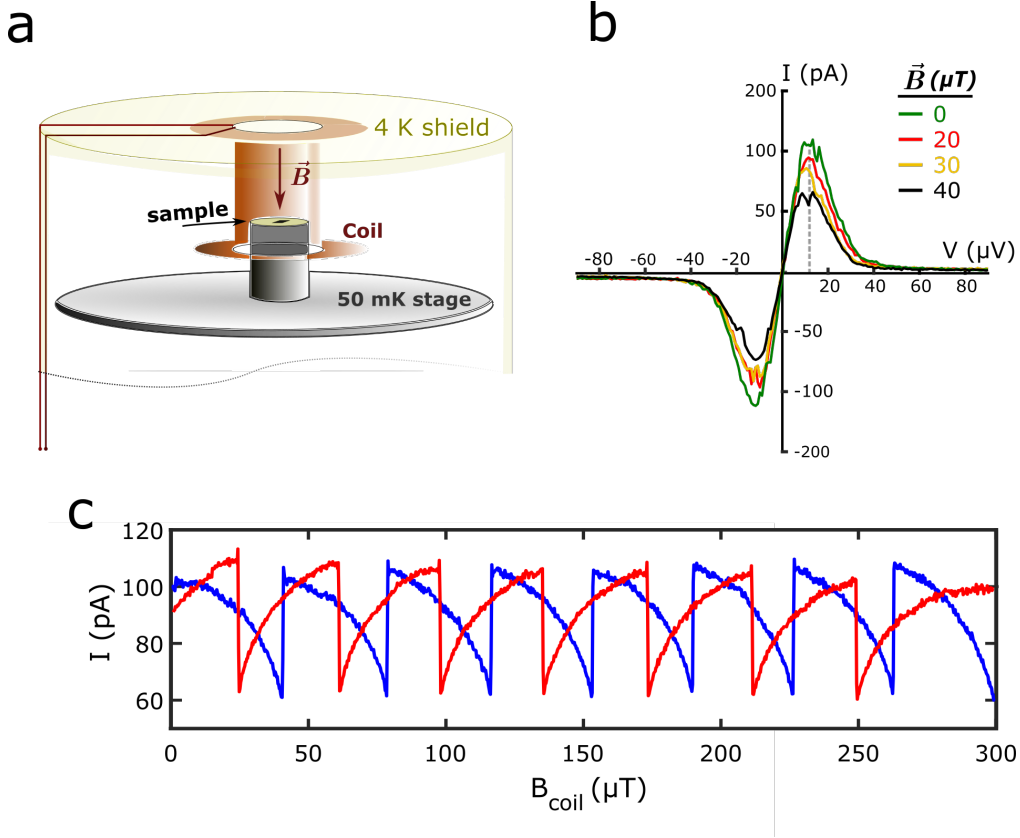 a
4 K shield
B
sample
Coil
50 mK stage
b
I (pA)
B (μT)
0
20
30
40
200
100
50
V (μV)
-80 -60 -40 -20
20 40 60 80
-50
-100
-200
c
I (pA)
120
100
80
60
0 50 100 150 200 250 300
Bcoil (μT)